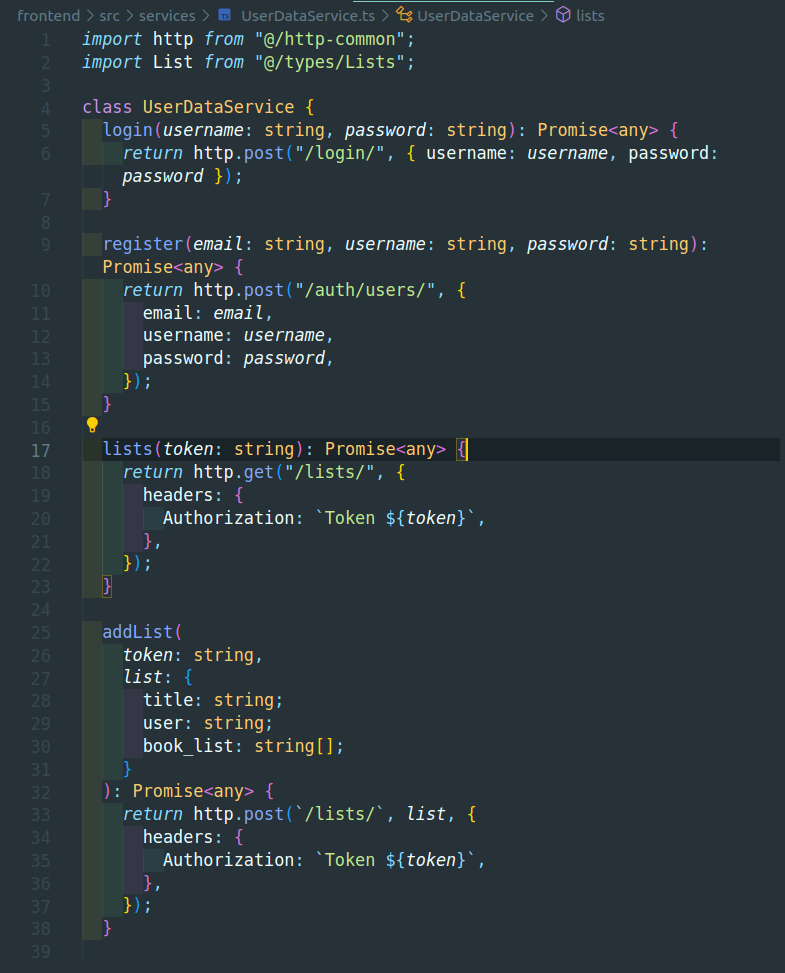 frontend > src > services > TS UserDataService.ts > UserDataService > lists
1 import http from "@/http-common";
2 import List from "@/types/Lists";
3
4 class UserDataService {
5 login(username: string, password: string): Promise<any> {
6 return http.post("/login/", { username: username, password:
password });
7 }
8
9 register(email: string, username: string, password: string):
Promise<any> {
10 return http.post("/auth/users/", {
11 email: email,
12 username: username,
13 password: password,
14 });
15 }
16
17 lists(token: string): Promise<any> {
18 return http.get("/lists/", {
19 headers: {
20 Authorization: `Token ${token}`,
21 },
22 });
23 }
24
25 addList(
26 token: string,
27 list: {
28 title: string;
29 user: string;
30 book_list: string[];
31 }
32 ): Promise<any> {
33 return http.post(`/lists/`, list, {
34 headers: {
35 Authorization: `Token ${token}`,
36 },
37 });
38 }
39